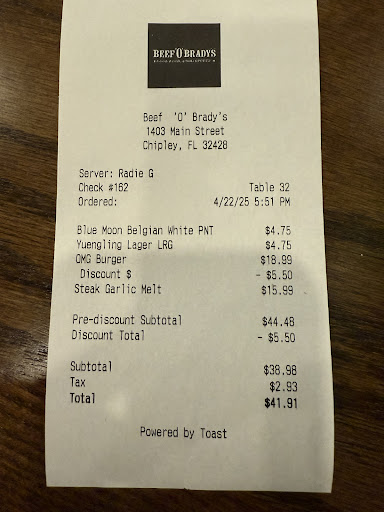 BEEF 'O' BRADYS
Beef 'O' Brady's
1403 Main Street
Chipley, FL 32428
Server: Radie G
Check #162 Table 32
Ordered: 4/22/25 5:51 PM
Blue Moon Belgian White PNT $4.75
Yuengling Lager LRG $4.75
OMG Burger $18.99
Discount $ - $5.50
Steak Garlic Melt $15.99
Pre-discount Subtotal $44.48
Discount Total - $5.50
Subtotal $38.98
Tax $2.93
Total $41.91
Powered by Toast